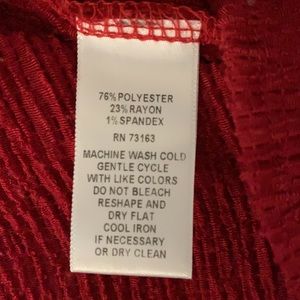 76% POLYESTER
23% RAYON
1% SPANDEX
RN 73163
MACHINE WASH COLD
GENTLE CYCLE
WITH LIKE COLORS
DO NOT BLEACH
RESHAPE AND
DRY FLAT
COOL IRON
IF NECESSARY
OR DRY CLEAN